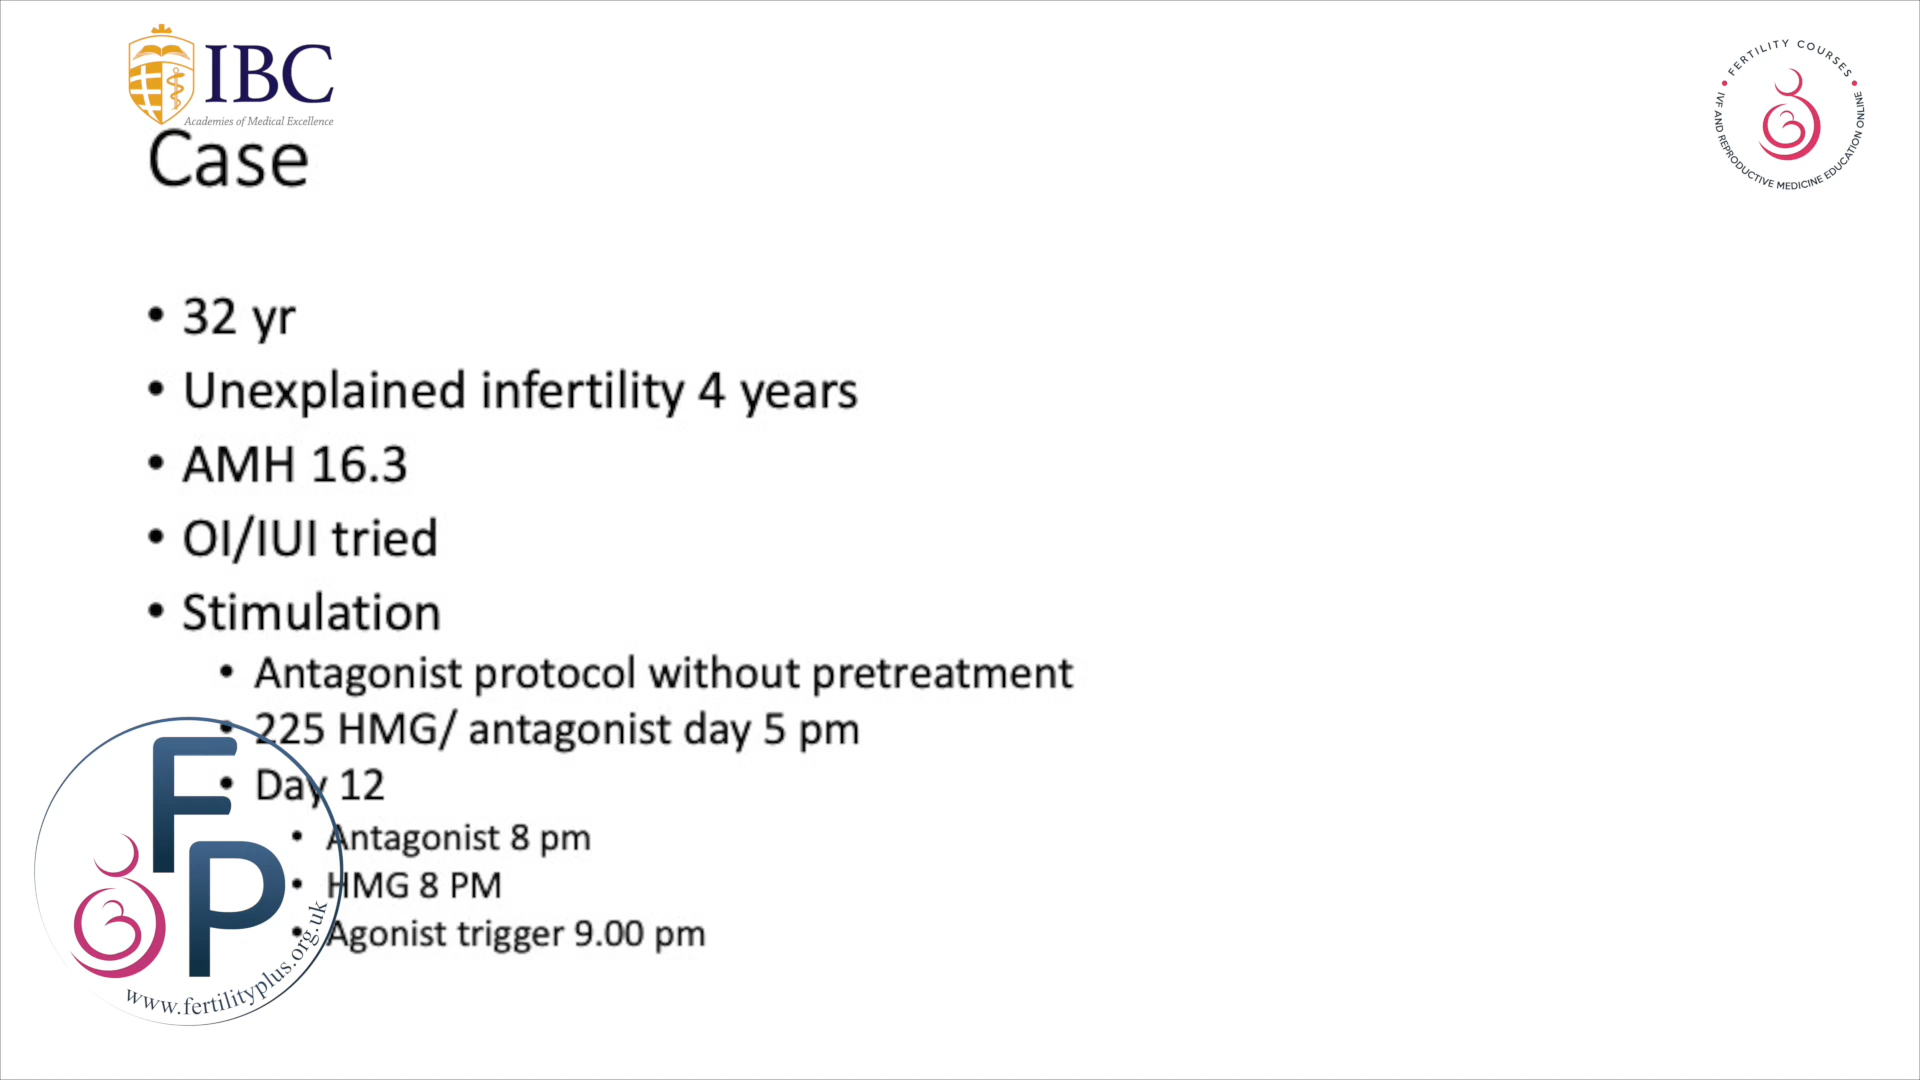 IBC
Academies of Medical Excellence
FERTILITY COURSES
IVF AND REPRODUCTIVE MEDICINE EDUCATION ONLINE
Case
• 32 yr
• Unexplained infertility 4 years
• AMH 16.3
• OI/IUI tried
• Stimulation
• Antagonist protocol without pretreatment
• 225 HMG/ antagonist day 5 pm
• Day 12
• Antagonist 8 pm
• HMG 8 PM
• Agonist trigger 9.00 pm
FP
www.fertilityplus.org.uk